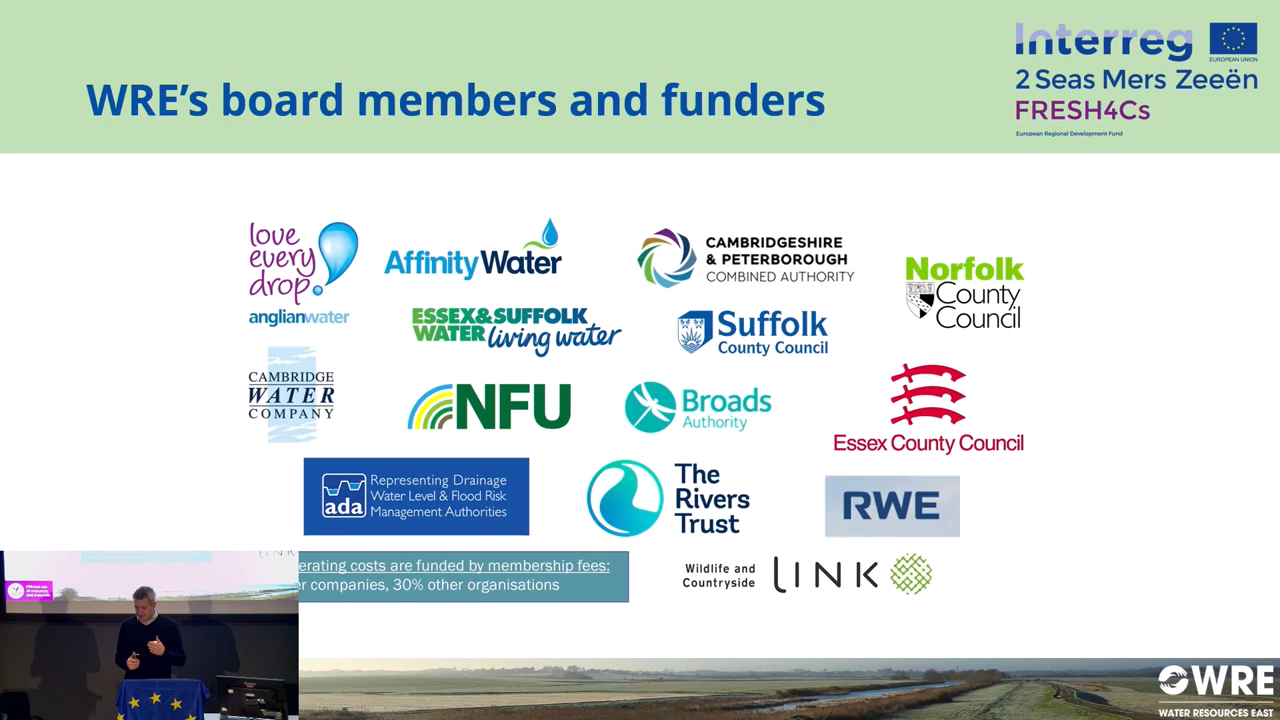 WRE's board members and funders
Interreg
EUROPEAN UNION
2 Seas Mers Zeeën
FRESH4Cs
European Regional Development Fund
love
every
drop
anglianwater
AffinityWater
CAMBRIDGESHIRE
& PETERBOROUGH
COMBINED AUTHORITY
Norfolk
County
Council
ESSEX&SUFFOLK
WATER living water
Suffolk
County Council
CAMBRIDGE
WATER
COMPANY
NFU
Broads
Authority
Essex County Council
ada
Representing Drainage
Water Level & Flood Risk
Management Authorities
The
Rivers
Trust
RWE
erating costs are funded by membership fees:
er companies, 30% other organisations
Wildlife and
Countryside
LINK
WRE
WATER RESOURCES EAST